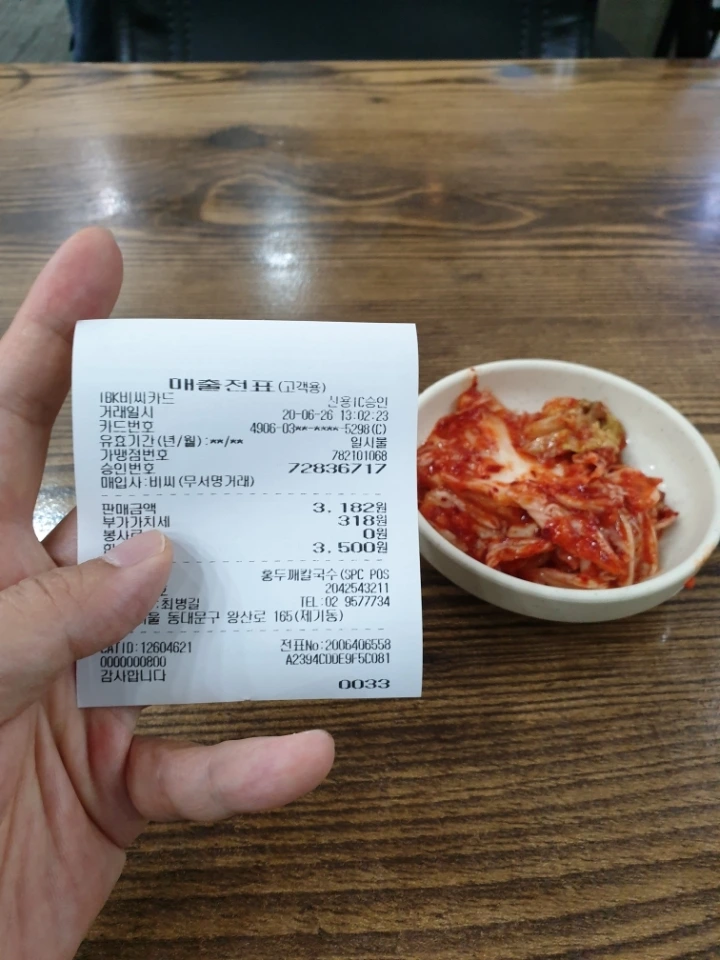 매출전표(고객용)
IBK비씨카드 신용IC승인
거래일시 20-06-26 13:02:23
카드번호 4906-03**-****-5298(C)
유효기간(년/월):**/** 일시불
가맹점번호 782101068
승인번호 72836717
매입사:비씨(무서명거래)
판매금액 3,182원
부가가치세 318원
봉사료 0원
3,500원
홍두깨칼국수(SPC POS
2042543211
:최병길 TEL:02 9577734
서울 동대문구 왕산로 165(제기동)
CATID:12604621 전표No:2006406558
0000000800 A2394CDDE9F5C081
감사합니다
0033